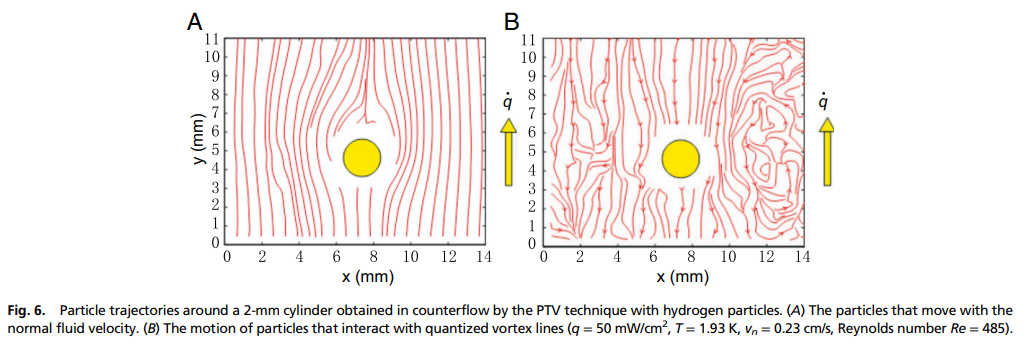 A
B
11
10
9
8
7
6
5
4
3
2
1
0
y (mm)
0 2 4 6 8 10 12 14
x (mm)
q̇
11
10
9
8
7
6
5
4
3
2
1
0
0 2 4 6 8 10 12 14
x (mm)
q̇
Fig. 6. Particle trajectories around a 2-mm cylinder obtained in counterflow by the PTV technique with hydrogen particles. (A) The particles that move with the
normal fluid velocity. (B) The motion of particles that interact with quantized vortex lines (q = 50 mW/cm², T = 1.93 K, vₙ = 0.23 cm/s, Reynolds number Re = 485).